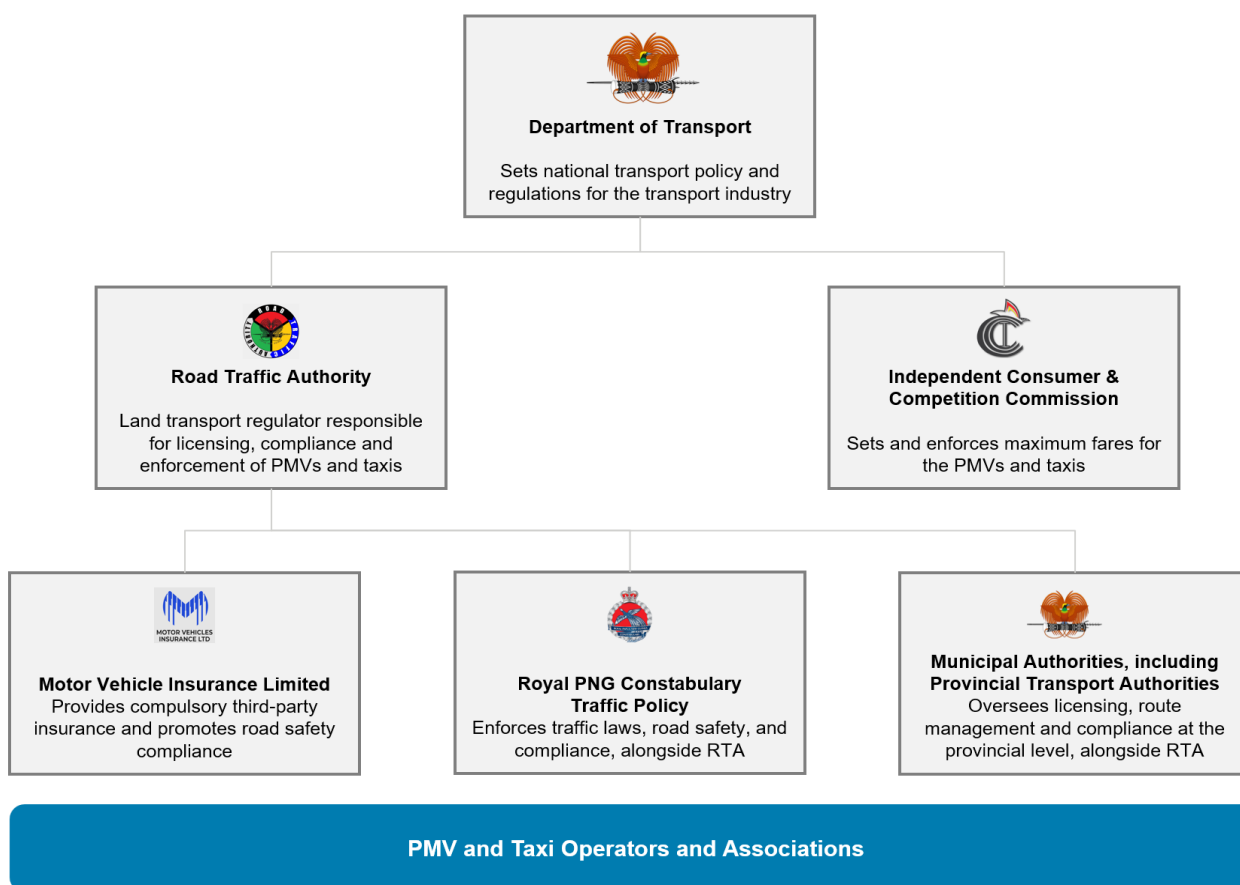 Department of Transport
Sets national transport policy and
regulations for the transport industry
ROAD TRAFFIC AUTHORITY
Road Traffic Authority
Land transport regulator responsible
for licensing, compliance and
enforcement of PMVs and taxis
Independent Consumer &
Competition Commission
Sets and enforces maximum fares for
the PMVs and taxis
MOTOR VEHICLES
INSURANCE LTD
Motor Vehicle Insurance Limited
Provides compulsory third-party
insurance and promotes road safety
compliance
Royal PNG Constabulary
Traffic Policy
Enforces traffic laws, road safety, and
compliance, alongside RTA
Municipal Authorities, including
Provincial Transport Authorities
Oversees licensing, route
management and compliance at the
provincial level, alongside RTA
PMV and Taxi Operators and Associations